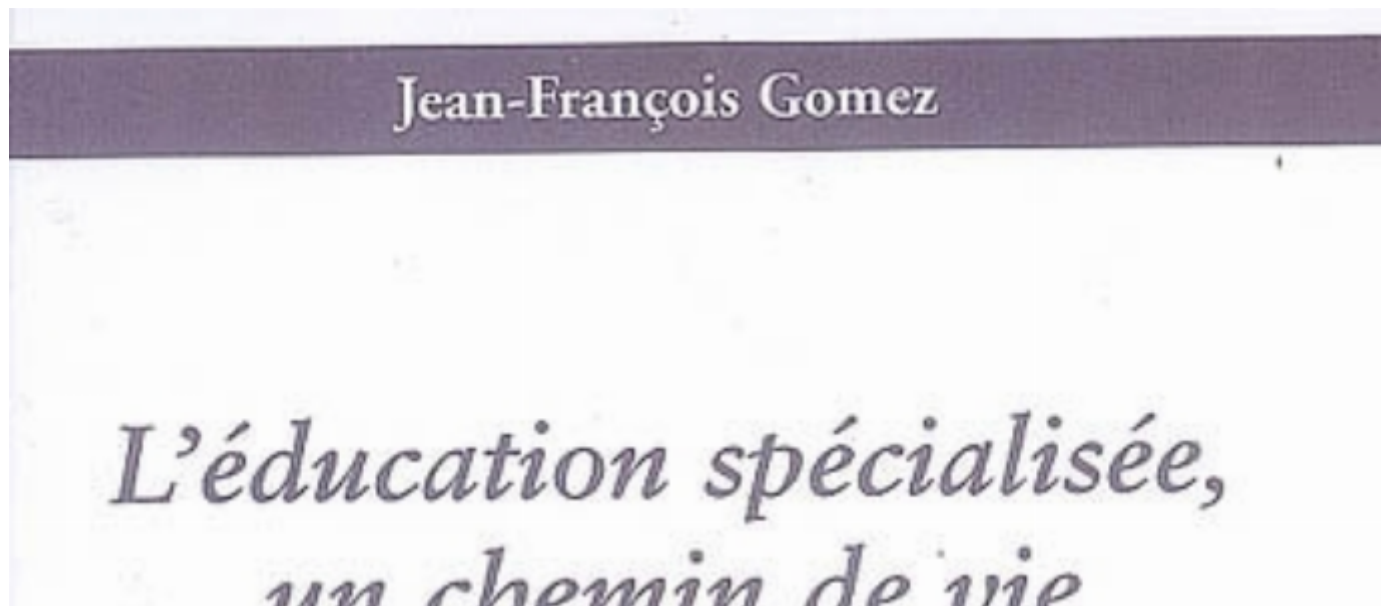 Jean-François Gomez
L’éducation spécialisée,
un chemin de vie